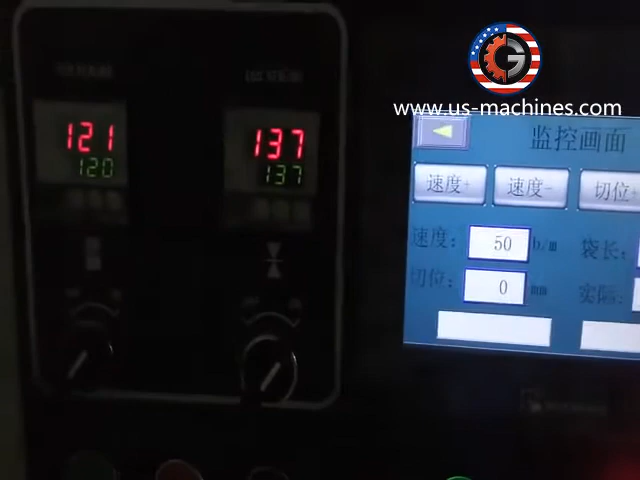 www.us-machines.com
监控画面
121
120
137
137
速度+
速度-
切位+
速度: 50 b/m
袋长:
切位: 0 mm
实际: